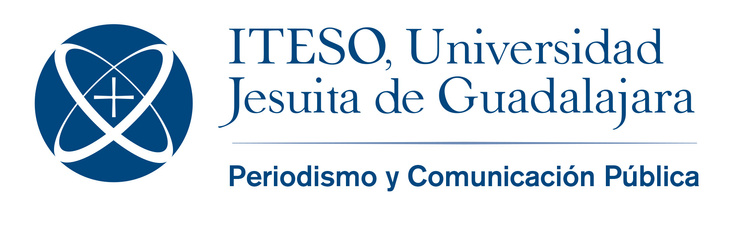 ITESO, Universidad
Jesuita de Guadalajara
Periodismo y Comunicación Pública